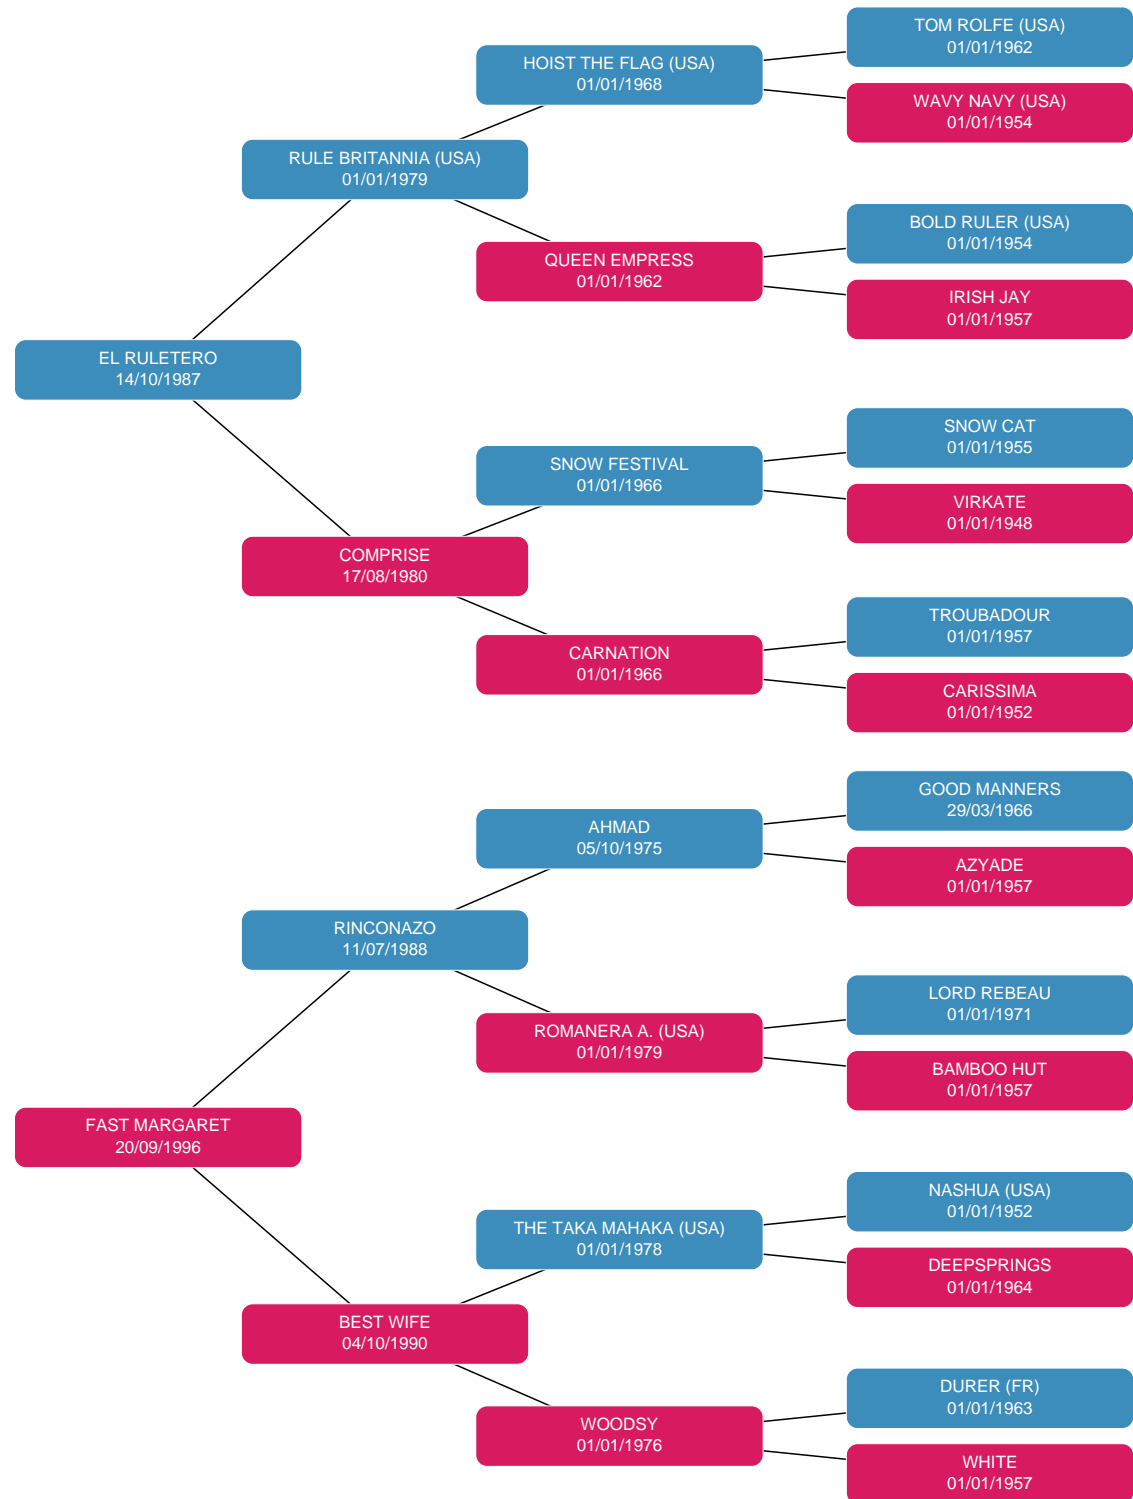 TOM ROLFE (USA)
01/01/1962
HOIST THE FLAG (USA)
01/01/1968
WAVY NAVY (USA)
01/01/1954
RULE BRITANNIA (USA)
01/01/1979
BOLD RULER (USA)
01/01/1954
QUEEN EMPRESS
01/01/1962
IRISH JAY
01/01/1957
EL RULETERO
14/10/1987
SNOW CAT
01/01/1955
SNOW FESTIVAL
01/01/1966
VIRKATE
01/01/1948
COMPRISE
17/08/1980
TROUBADOUR
01/01/1957
CARNATION
01/01/1966
CARISSIMA
01/01/1952
GOOD MANNERS
29/03/1966
AHMAD
05/10/1975
AZYADE
01/01/1957
RINCONAZO
11/07/1988
LORD REBEAU
01/01/1971
ROMANERA A. (USA)
01/01/1979
BAMBOO HUT
01/01/1957
FAST MARGARET
20/09/1996
NASHUA (USA)
01/01/1952
THE TAKA MAHAKA (USA)
01/01/1978
DEEPSPRINGS
01/01/1964
BEST WIFE
04/10/1990
DURER (FR)
01/01/1963
WOODSY
01/01/1976
WHITE
01/01/1957